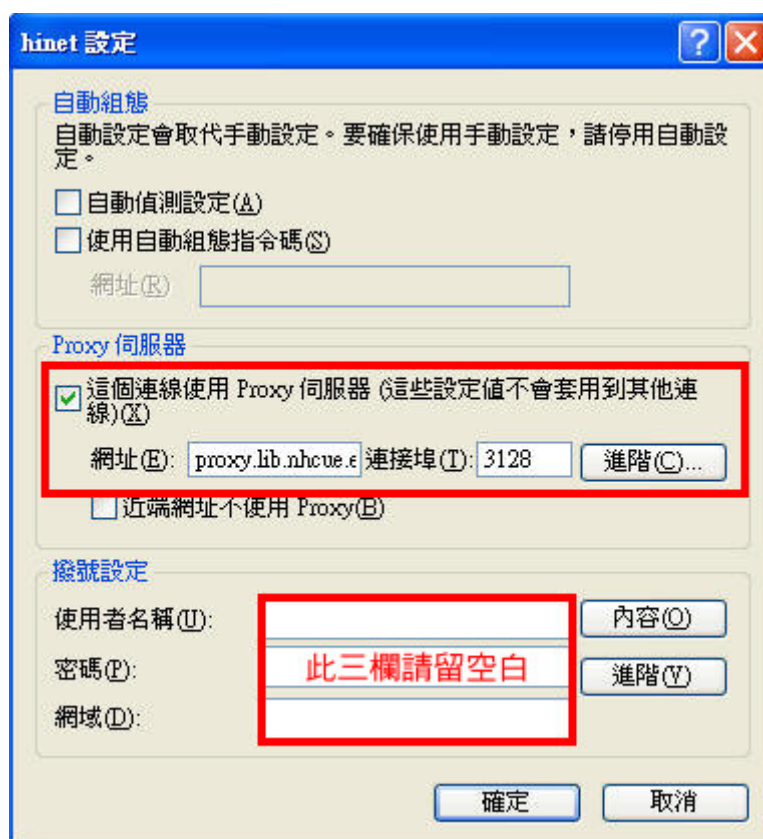 hinet 設定
自動組態
自動設定會取代手動設定。要確保使用手動設定，請停用自動設
定。
自動偵測設定(A)
使用自動組態指令碼(S)
網址(R)
Proxy 伺服器
這個連線使用 Proxy 伺服器 (這些設定值不會套用到其他連
線)(X)
網址(E): proxy.lib.nhcue.e 連接埠(T): 3128 進階(C)...
近端網址不使用 Proxy(B)
撥號設定
使用者名稱(U): 內容(O)
密碼(P): 此三欄請留空白 進階(V)
網域(D):
確定 取消